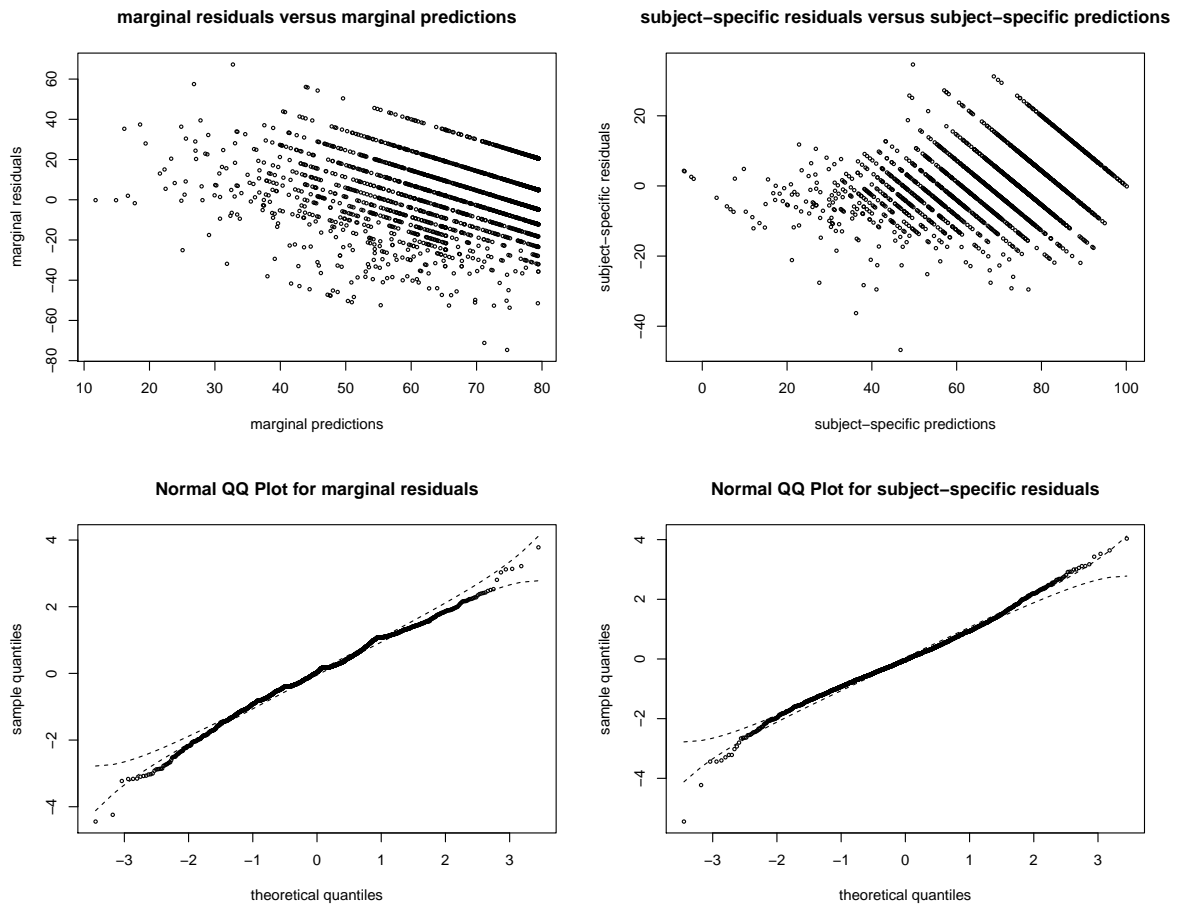 marginal residuals versus marginal predictions
marginal residuals
60
40
20
0
−20
−40
−60
−80
10 20 30 40 50 60 70 80
marginal predictions
subject−specific residuals versus subject−specific predictions
subject−specific residuals
20
0
−20
−40
0 20 40 60 80 100
subject−specific predictions
Normal QQ Plot for marginal residuals
sample quantiles
4
2
0
−2
−4
−3 −2 −1 0 1 2 3
theoretical quantiles
Normal QQ Plot for subject−specific residuals
sample quantiles
4
2
0
−2
−4
−3 −2 −1 0 1 2 3
theoretical quantiles